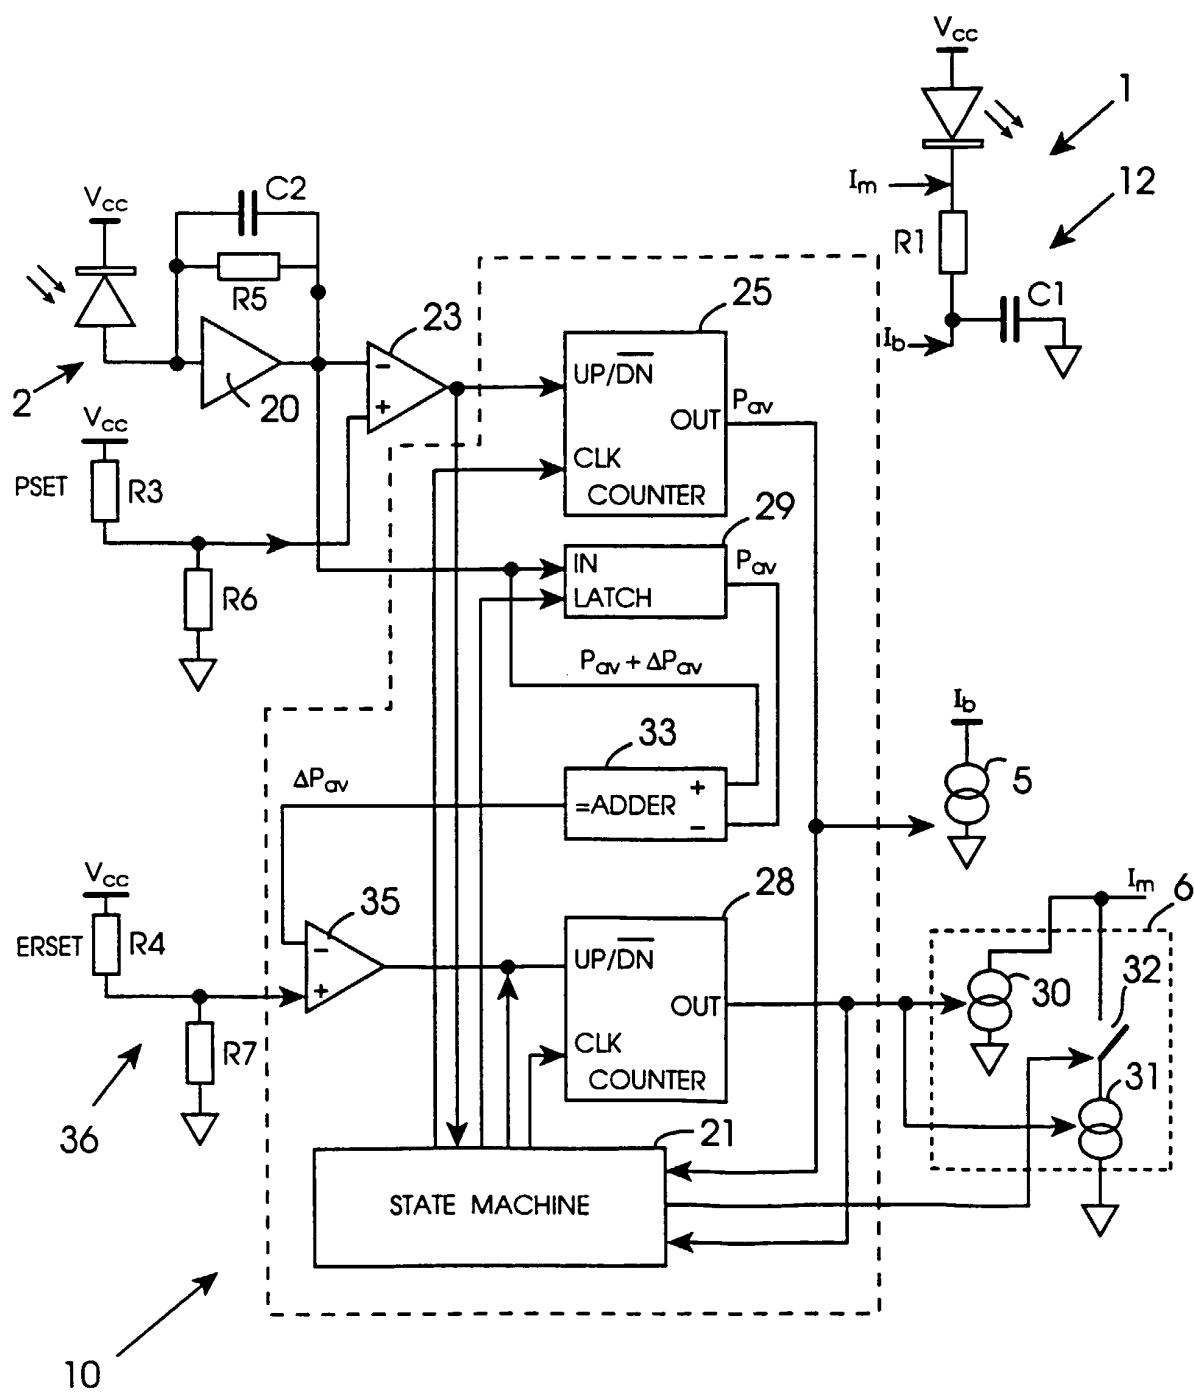 Vcc
1
Im
12
R1
C1
Ib
Vcc
C2
R5
2
20
23
25
UP/DN
OUT
Pav
CLK
COUNTER
Vcc
PSET
R3
R6
29
IN
LATCH
Pav
Pav + ΔPav
33
=ADDER
+
−
ΔPav
Ib
5
Vcc
ERSET
R4
R7
36
35
−
+
−
+
28
UP/DN
OUT
CLK
COUNTER
Im
6
30
32
31
21
STATE MACHINE
10